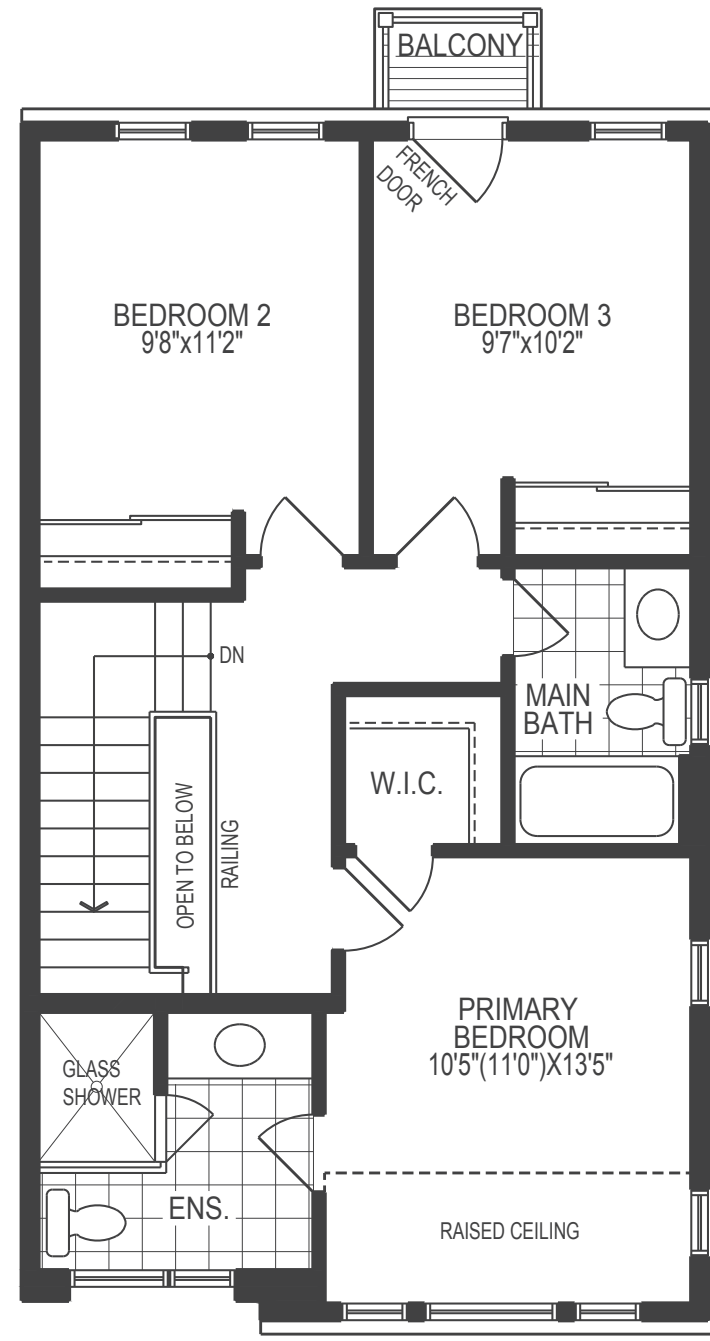 BALCONY
FRENCH
DOOR
BEDROOM 2
9'8"x11'2"
BEDROOM 3
9'7"x10'2"
DN
MAIN
BATH
W.I.C.
OPEN TO BELOW
RAILING
PRIMARY
BEDROOM
10'5"(11'0")X13'5"
GLASS
SHOWER
ENS.
RAISED CEILING